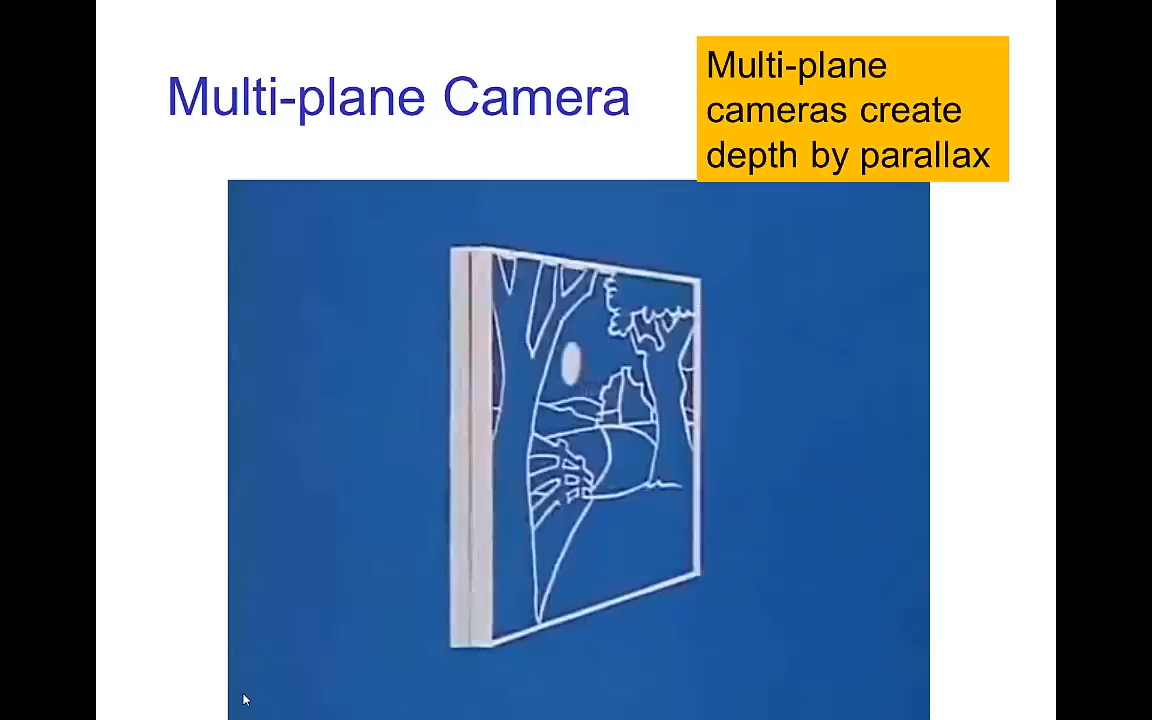 Multi-plane Camera
Multi-plane
cameras create
depth by parallax